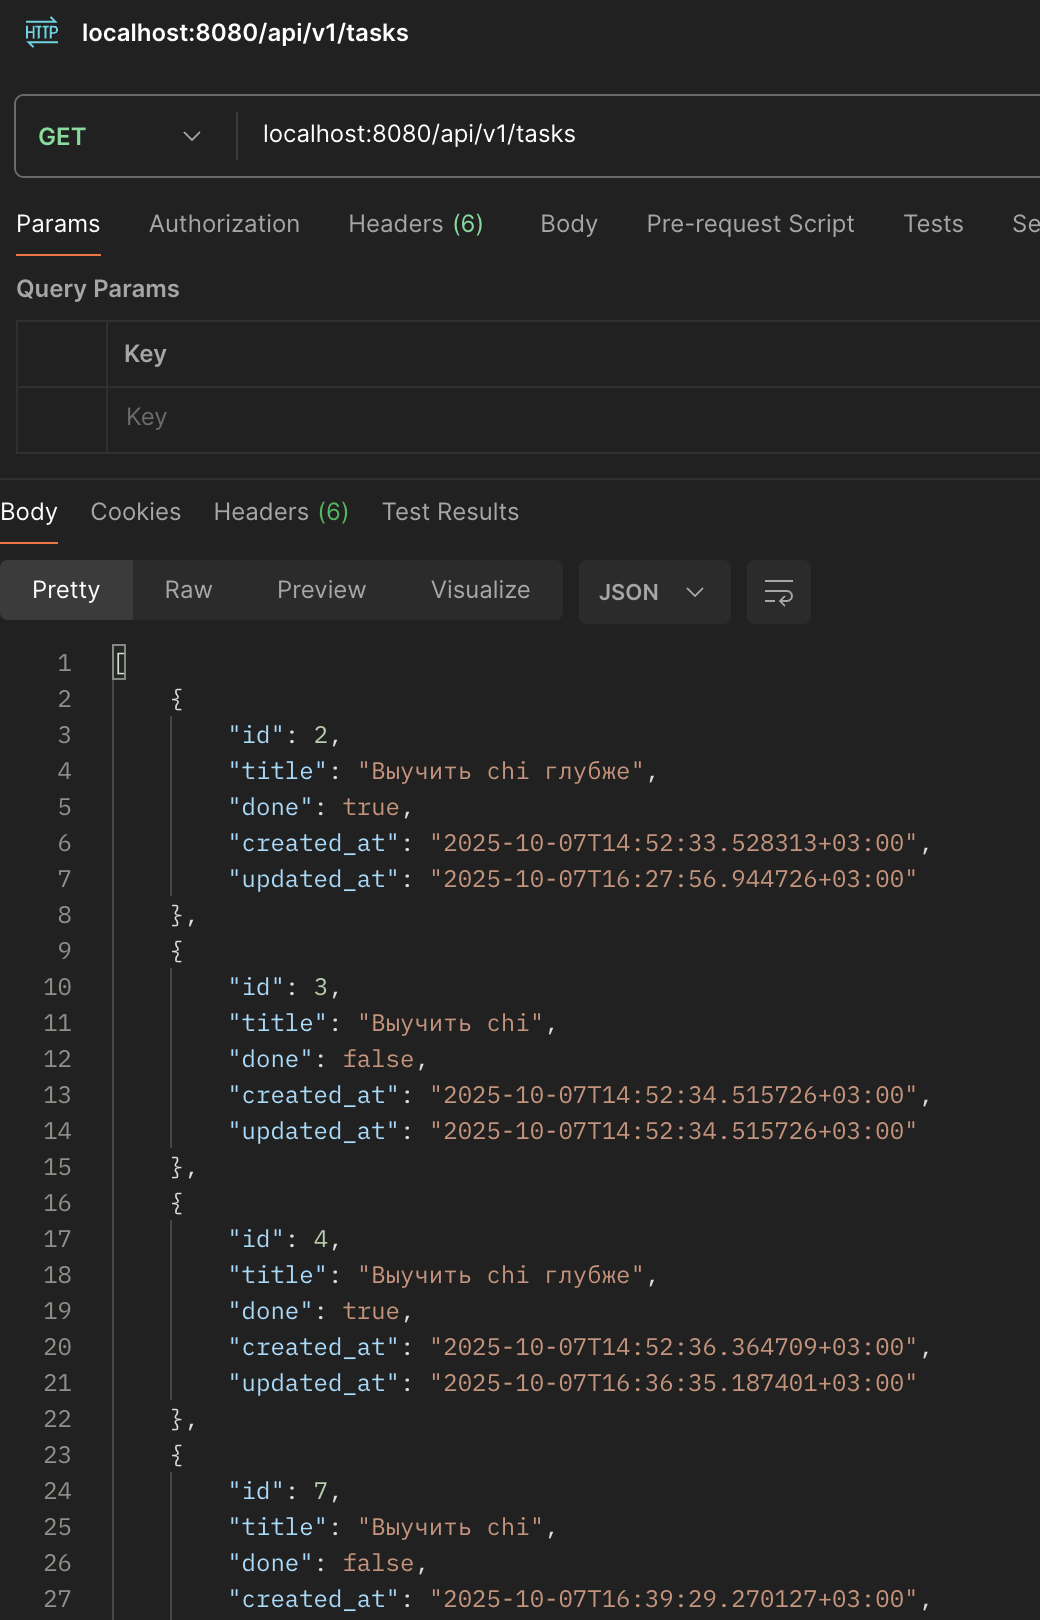 HTTP localhost:8080/api/v1/tasks
GET localhost:8080/api/v1/tasks
Params Authorization Headers (6) Body Pre-request Script Tests Se
Query Params
Key
Key
Body Cookies Headers (6) Test Results
Pretty Raw Preview Visualize JSON
1 [
2 {
3 "id": 2,
4 "title": "Выучить chi глубже",
5 "done": true,
6 "created_at": "2025-10-07T14:52:33.528313+03:00",
7 "updated_at": "2025-10-07T16:27:56.944726+03:00"
8 },
9 {
10 "id": 3,
11 "title": "Выучить chi",
12 "done": false,
13 "created_at": "2025-10-07T14:52:34.515726+03:00",
14 "updated_at": "2025-10-07T14:52:34.515726+03:00"
15 },
16 {
17 "id": 4,
18 "title": "Выучить chi глубже",
19 "done": true,
20 "created_at": "2025-10-07T14:52:36.364709+03:00",
21 "updated_at": "2025-10-07T16:36:35.187401+03:00"
22 },
23 {
24 "id": 7,
25 "title": "Выучить chi",
26 "done": false,
27 "created_at": "2025-10-07T16:39:29.270127+03:00",